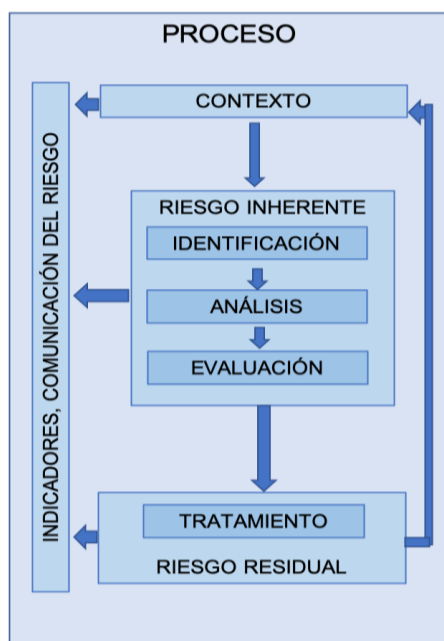 PROCESO
CONTEXTO
RIESGO INHERENTE
IDENTIFICACIÓN
ANÁLISIS
EVALUACIÓN
TRATAMIENTO
RIESGO RESIDUAL
INDICADORES, COMUNICACIÓN DEL RIESGO